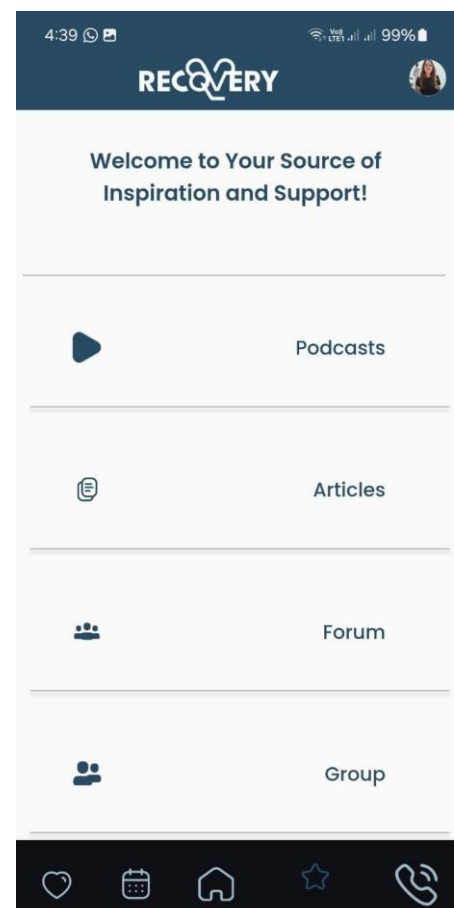 4:39 99%
RECOVERY
Welcome to Your Source of
Inspiration and Support!
Podcasts
Articles
Forum
Group